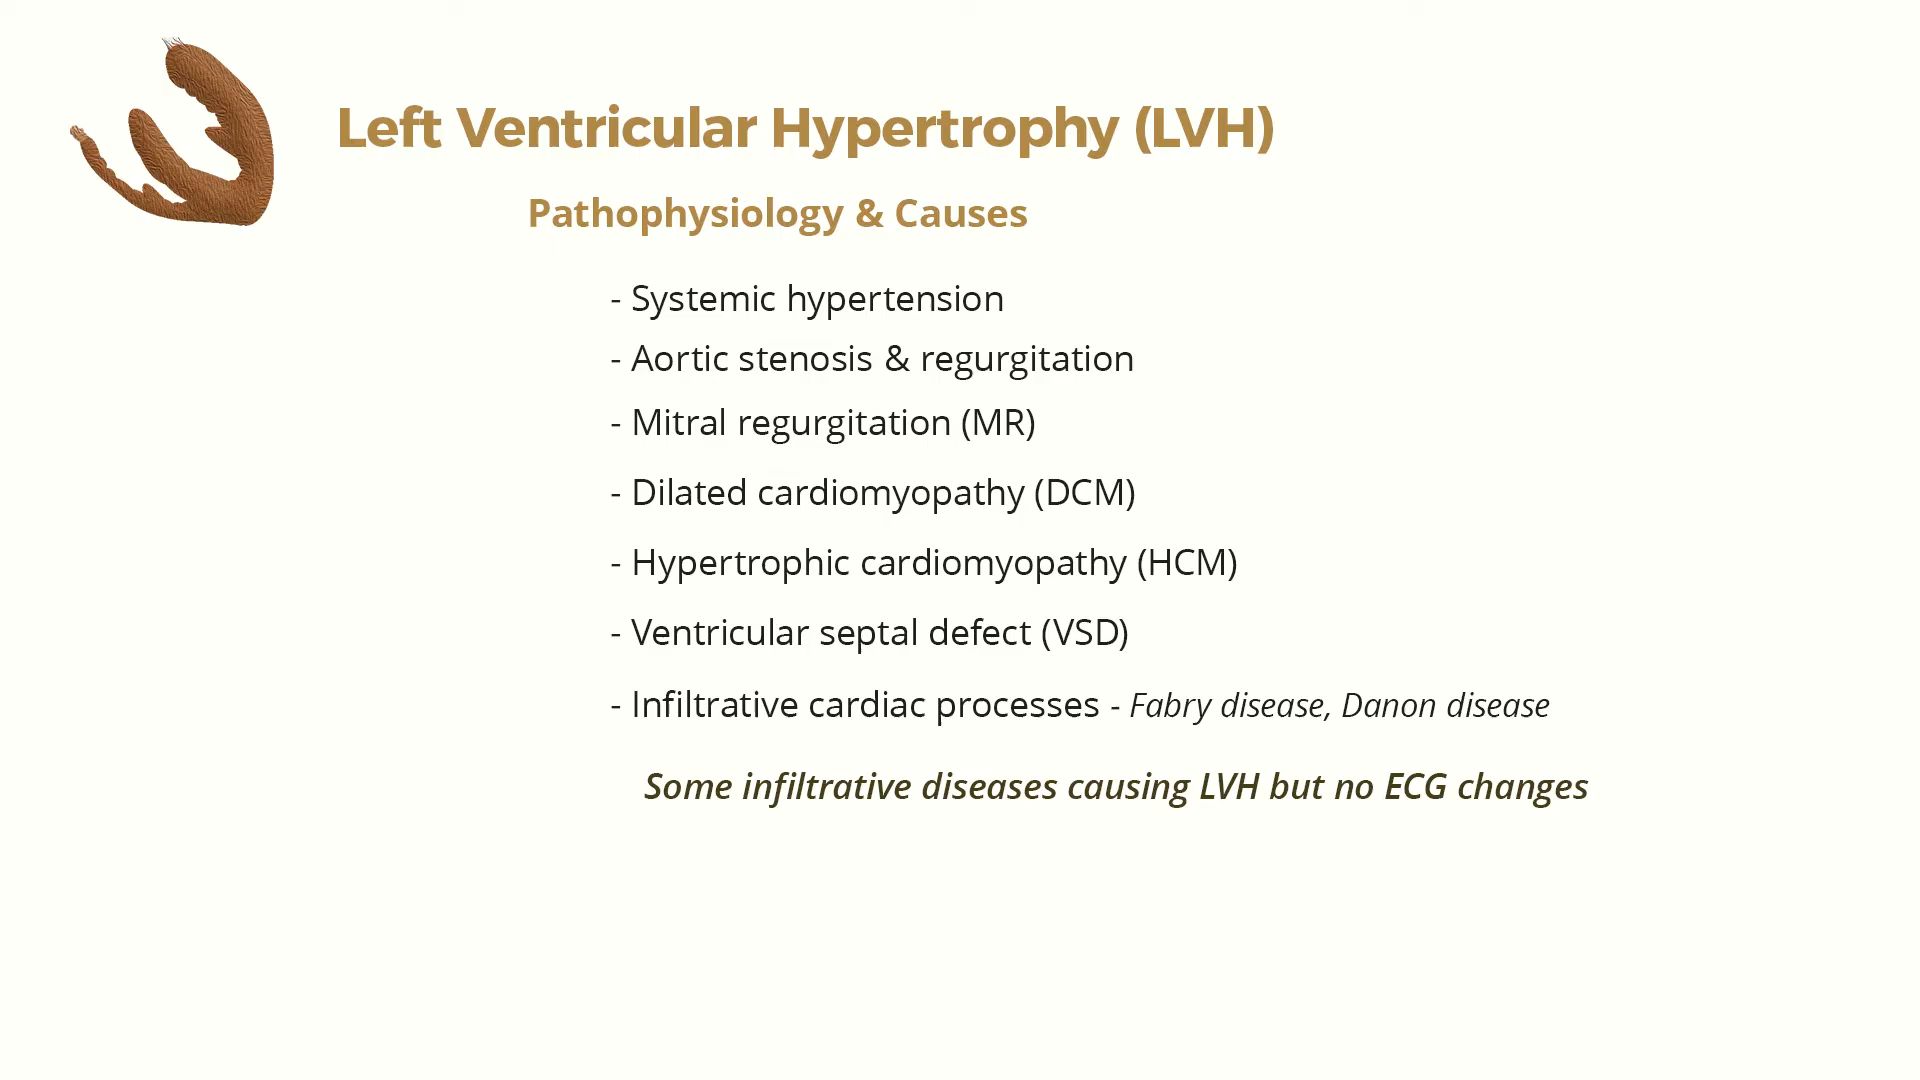 Left Ventricular Hypertrophy (LVH)
Pathophysiology & Causes
- Systemic hypertension
- Aortic stenosis & regurgitation
- Mitral regurgitation (MR)
- Dilated cardiomyopathy (DCM)
- Hypertrophic cardiomyopathy (HCM)
- Ventricular septal defect (VSD)
- Infiltrative cardiac processes - Fabry disease, Danon disease
Some infiltrative diseases causing LVH but no ECG changes